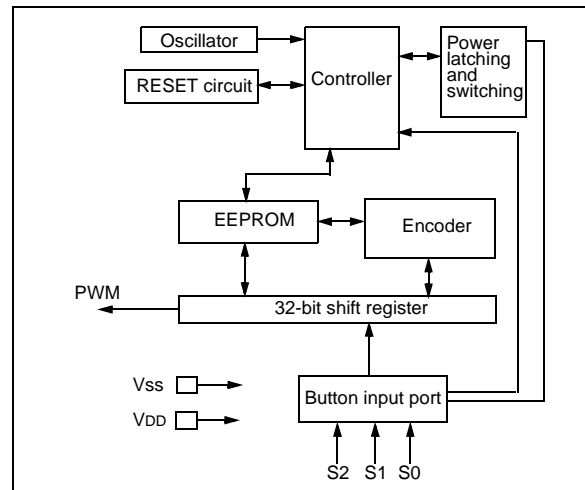 Oscillator
RESET circuit
Controller
Power
latching
and
switching
EEPROM
Encoder
PWM
32-bit shift register
VSS
VDD
Button input port
S2 S1 S0